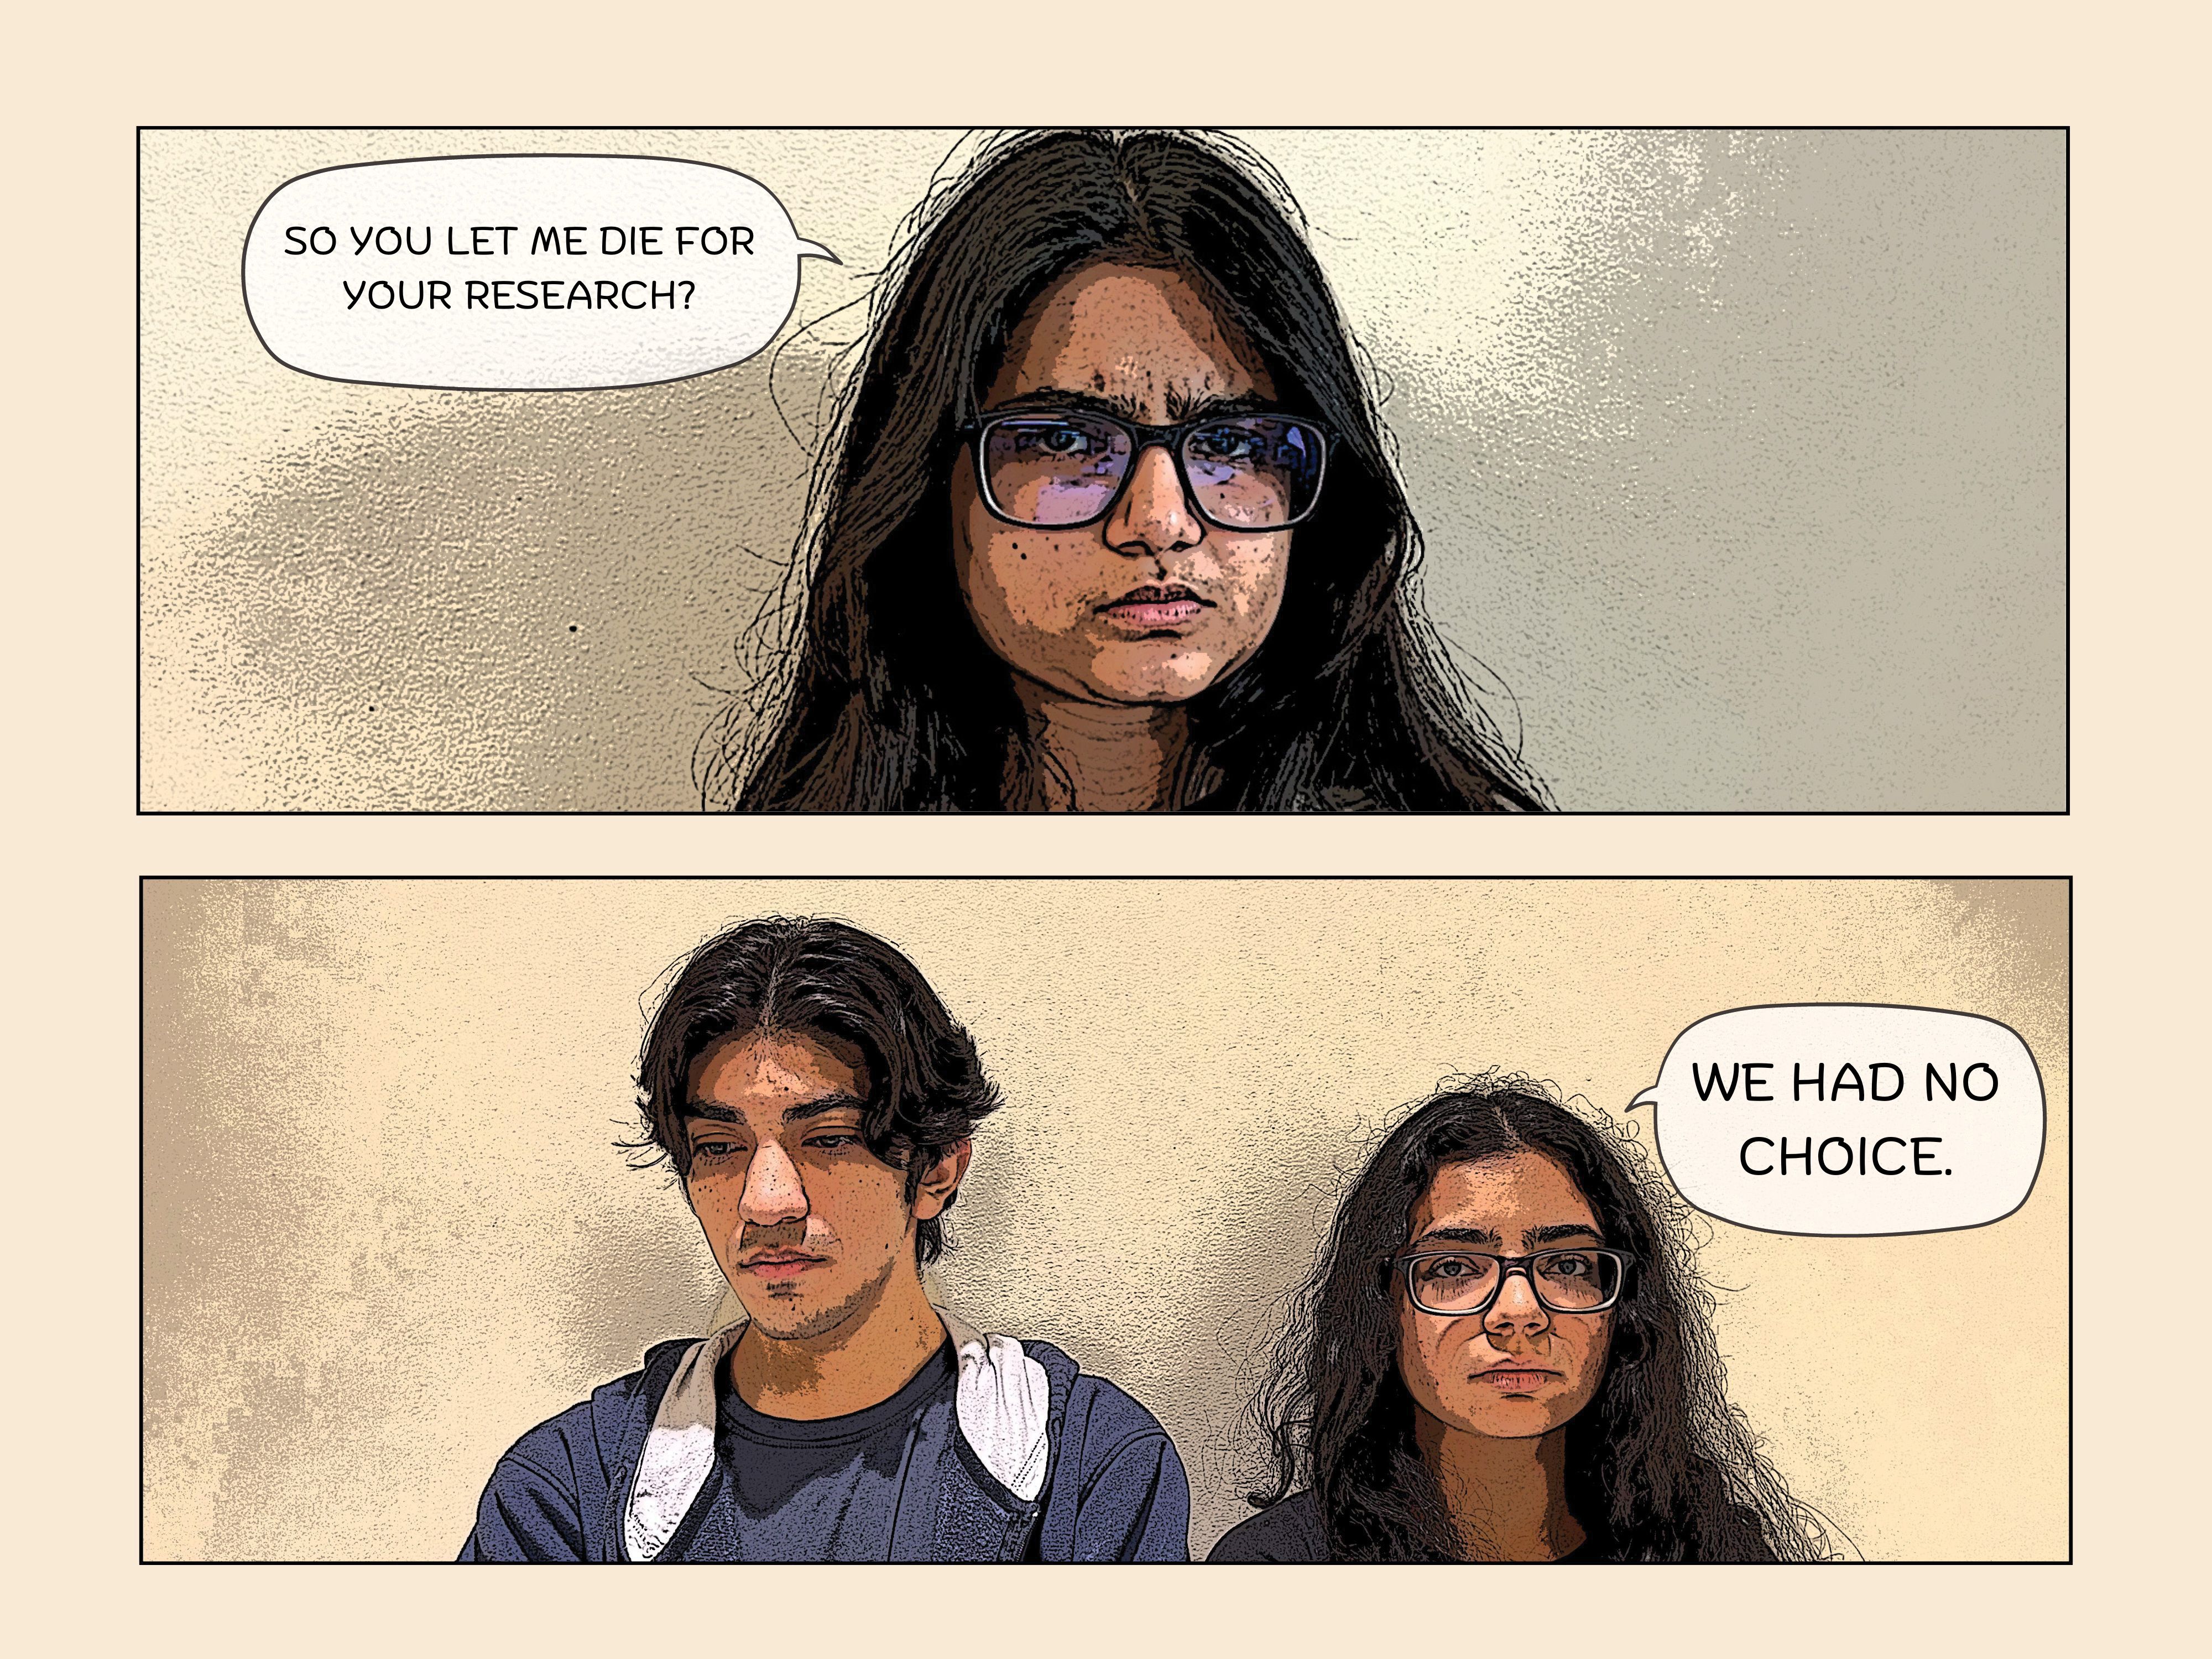 SO YOU LET ME DIE FOR
YOUR RESEARCH?
WE HAD NO
CHOICE.